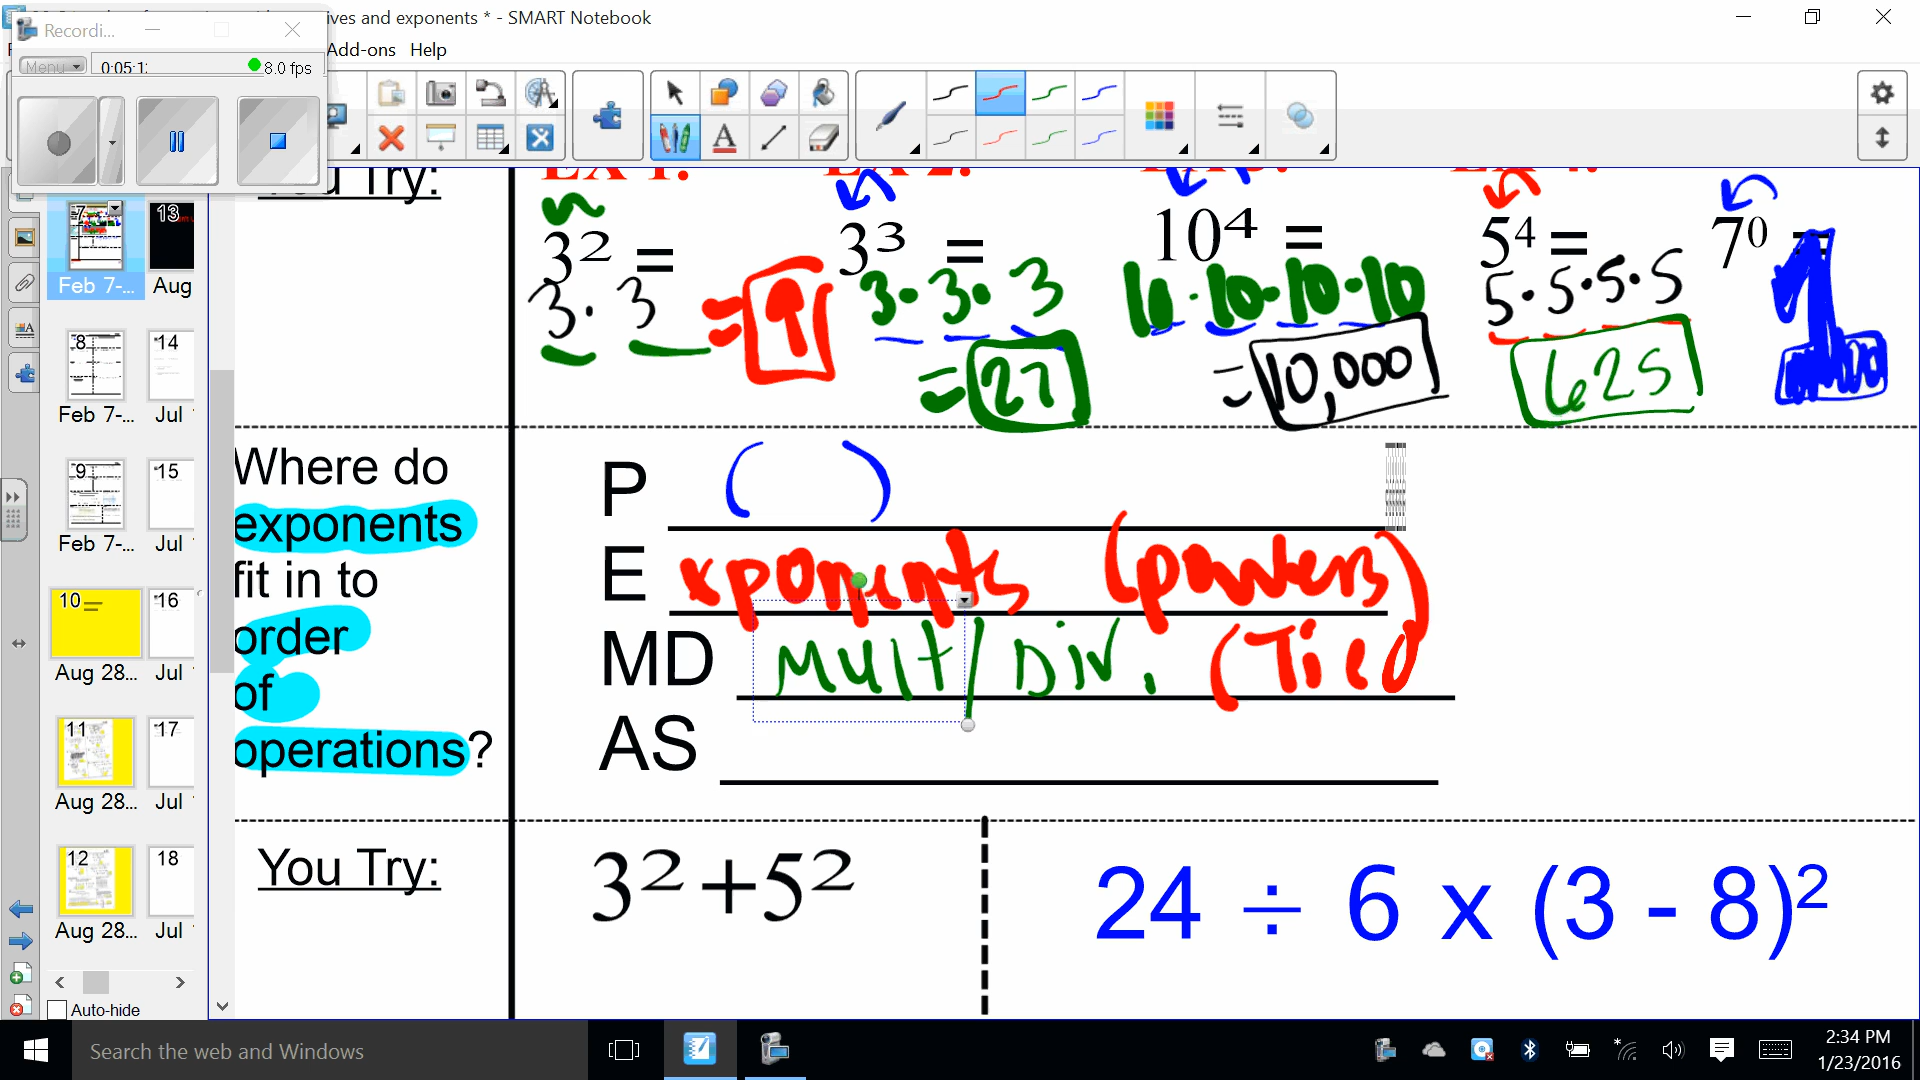 ives and exponents * - SMART Notebook
Recordi...
Add-ons Help
Menu
8.0 fps
You Try:
3² =
3³ =
10⁴ =
5⁴ =
7⁰ =
3 · 3 = 9
3 · 3 · 3
10 · 10 · 10 · 10
5 · 5 · 5 · 5
1
= 27
= 10,000
625
Where do
exponents
fit in to
order
of
operations?
P ( )
E xponents (powers)
MD Mult/Div. (Tied
AS
You Try:
3² + 5²
24 ÷ 6 x (3 - 8)²
7
13
Feb 7-...
Aug
8
14
Feb 7-...
Jul
9
15
Feb 7-...
Jul
10
16
Aug 28...
Jul
11
17
Aug 28...
Jul
12
18
Aug 28...
Jul
Auto-hide
Search the web and Windows
2:34 PM
1/23/2016